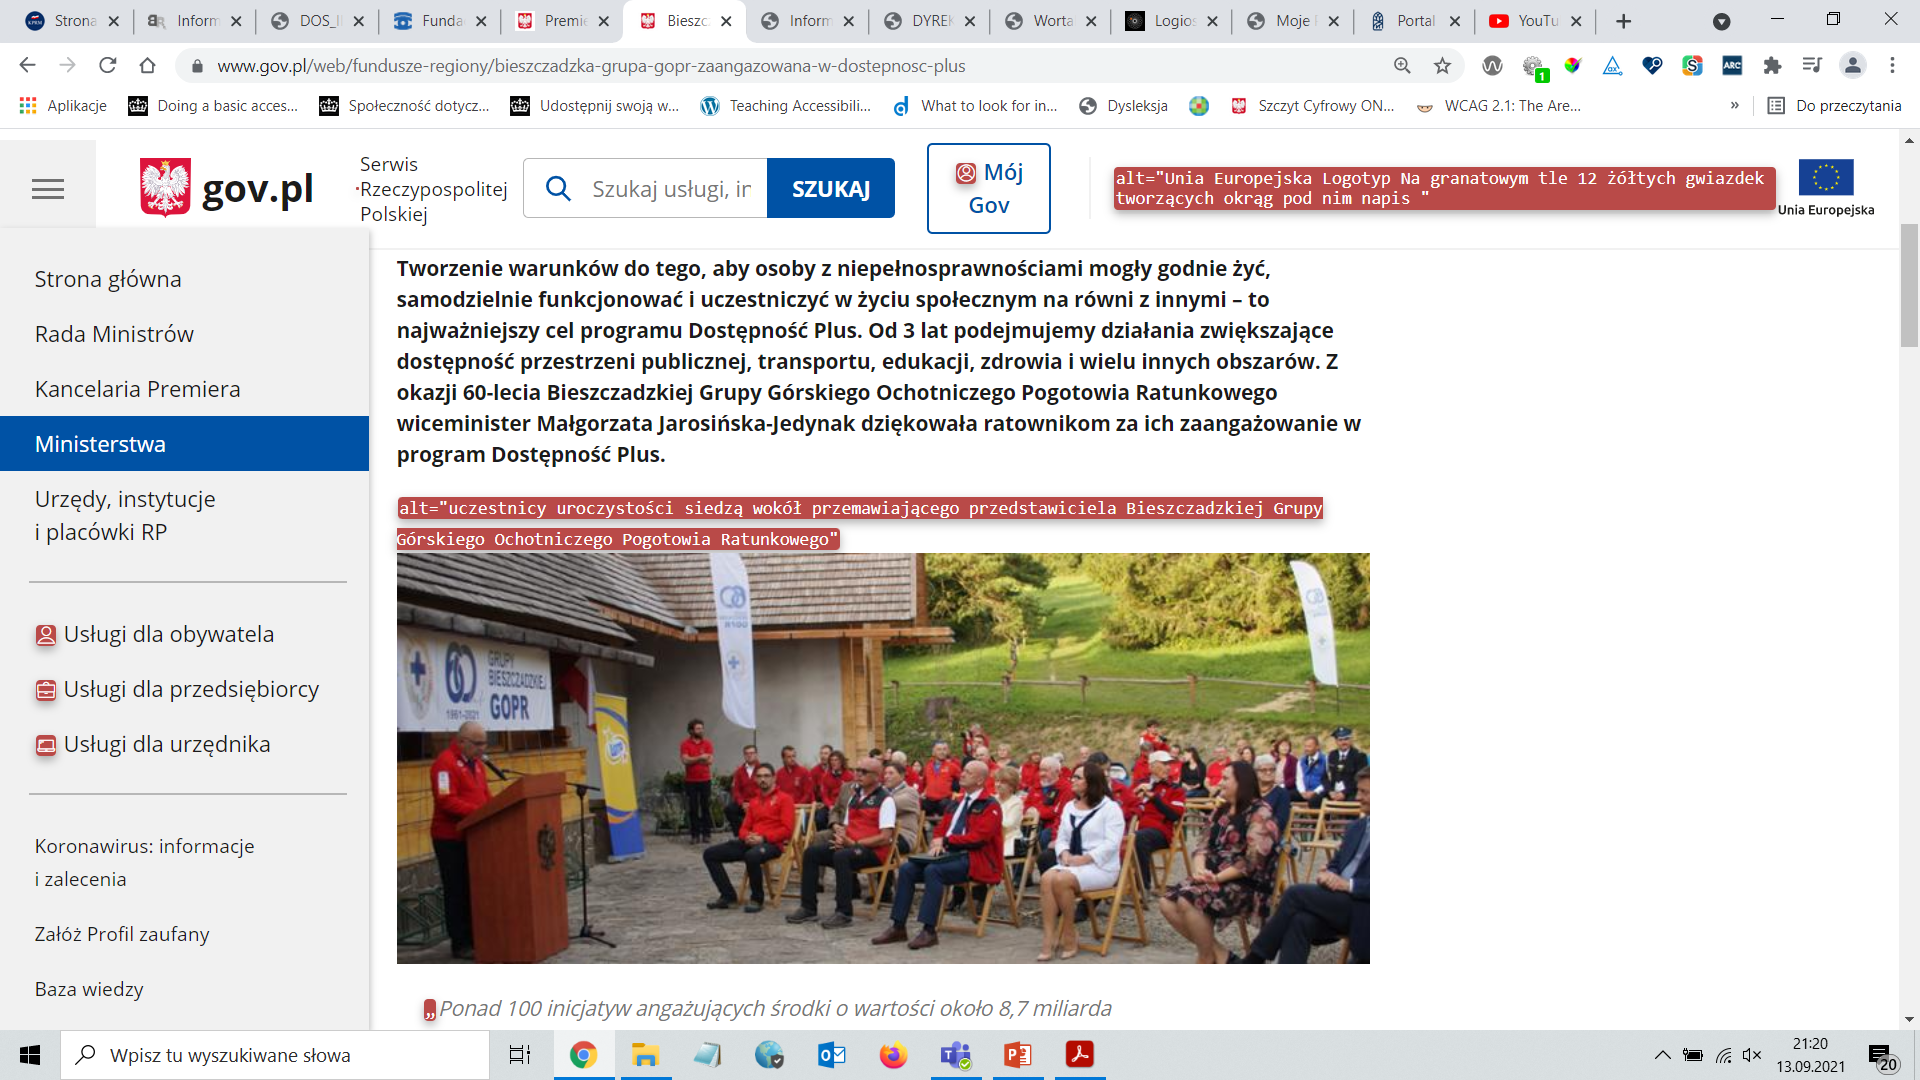 Strona
Inform
DOS_I
Funda
Premie
Bieszc
Inform
DYREK
Worta
Logios
Moje
Portal
YouTu
www.gov.pl/web/fundusze-regiony/bieszczadzka-grupa-gopr-zaangazowana-w-dostepnosc-plus
1
ARC
Aplikacje
Doing a basic acces...
Społeczność dotycz...
Udostępnij swoją w...
Teaching Accessibili...
What to look for in...
Dysleksja
Szczyt Cyfrowy ON...
WCAG 2.1: The Are...
»
Do przeczytania
gov.pl
Serwis
Rzeczypospolitej
Polskiej
Szukaj usługi, ir
SZUKAJ
Mój
Gov
alt="Unia Europejska Logotyp Na granatowym tle 12 żółtych gwiazdek
tworzących okrąg pod nim napis "
Unia Europejska
Strona główna
Rada Ministrów
Kancelaria Premiera
Ministerstwa
Urzędy, instytucje
i placówki RP
Usługi dla obywatela
Usługi dla przedsiębiorcy
Usługi dla urzędnika
Koronawirus: informacje
i zalecenia
Załóż Profil zaufany
Baza wiedzy
Tworzenie warunków do tego, aby osoby z niepełnosprawnościami mogły godnie żyć,
samodzielnie funkcjonować i uczestniczyć w życiu społecznym na równi z innymi – to
najważniejszy cel programu Dostępność Plus. Od 3 lat podejmujemy działania zwiększające
dostępność przestrzeni publicznej, transportu, edukacji, zdrowia i wielu innych obszarów. Z
okazji 60-lecia Bieszczadzkiej Grupy Górskiego Ochotniczego Pogotowia Ratunkowego
wiceminister Małgorzata Jarosińska-Jedynak dziękowała ratownikom za ich zaangażowanie w
program Dostępność Plus.
alt="uczestnicy uroczystości siedzą wokół przemawiającego przedstawiciela Bieszczadzkiej Grupy
Górskiego Ochotniczego Pogotowia Ratunkowego"
60
GRUPY
BIESZCZADZKIEJ
GOPR
1961-2021
„Ponad 100 inicjatyw angażujących środki o wartości około 8,7 miliarda
Wpisz tu wyszukiwane słowa
21:20
13.09.2021
20